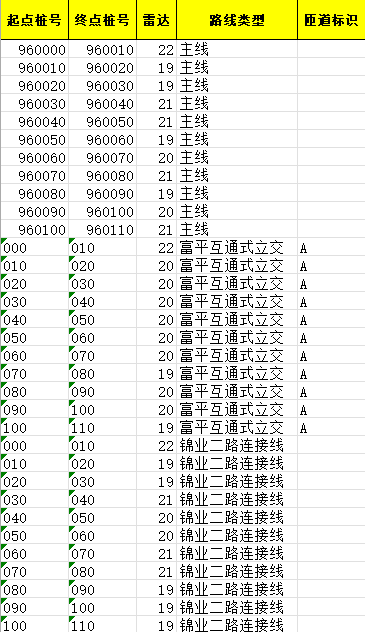 起点桩号 终点桩号 雷达 路线类型 匝道标识
960000 960010 22 主线
960010 960020 19 主线
960020 960030 19 主线
960030 960040 21 主线
960040 960050 21 主线
960050 960060 19 主线
960060 960070 20 主线
960070 960080 21 主线
960080 960090 19 主线
960090 960100 20 主线
960100 960110 21 主线
000 010 22 富平互通式立交 A
010 020 20 富平互通式立交 A
020 030 20 富平互通式立交 A
030 040 20 富平互通式立交 A
040 050 20 富平互通式立交 A
050 060 20 富平互通式立交 A
060 070 20 富平互通式立交 A
070 080 19 富平互通式立交 A
080 090 20 富平互通式立交 A
090 100 20 富平互通式立交 A
100 110 19 富平互通式立交 A
000 010 22 锦业二路连接线
010 020 19 锦业二路连接线
020 030 19 锦业二路连接线
030 040 21 锦业二路连接线
040 050 20 锦业二路连接线
050 060 20 锦业二路连接线
060 070 21 锦业二路连接线
070 080 21 锦业二路连接线
080 090 19 锦业二路连接线
090 100 19 锦业二路连接线
100 110 19 锦业二路连接线